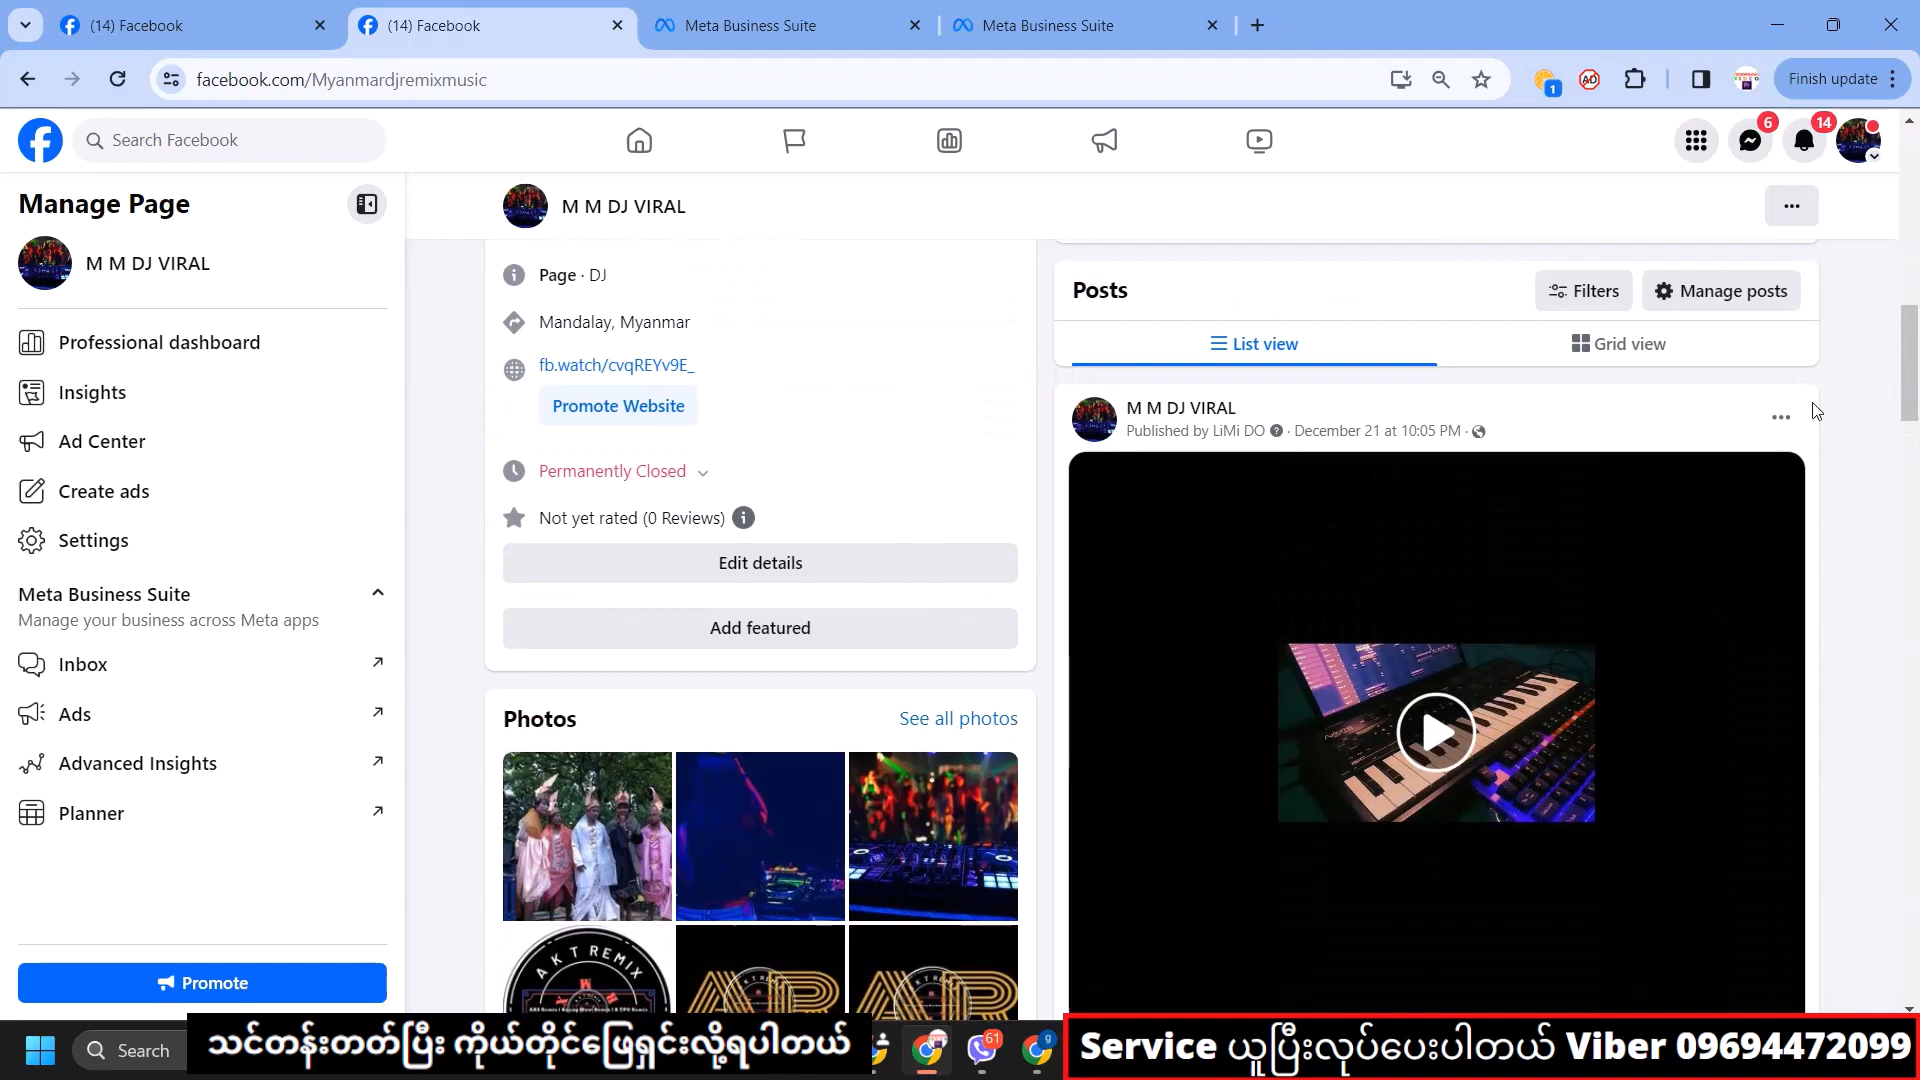 (14) Facebook
(14) Facebook
Meta Business Suite
Meta Business Suite
facebook.com/Myanmardjremixmusic
1
AD
Finish update
Search Facebook
6
14
Manage Page
M M DJ VIRAL
Professional dashboard
Insights
Ad Center
Create ads
Settings
Meta Business Suite
Manage your business across Meta apps
Inbox
Ads
Advanced Insights
Planner
Promote
M M DJ VIRAL
Page · DJ
Mandalay, Myanmar
fb.watch/cvqREYv9E_
Promote Website
Permanently Closed
Not yet rated (0 Reviews)
Edit details
Add featured
Photos
See all photos
AKT REMIX
Posts
Filters
Manage posts
List view
Grid view
M M DJ VIRAL
Published by LiMi DO · December 21 at 10:05 PM ·
Search
သင်တန်းတတ်ပြီး ကိုယ်တိုင်ဖြေရှင်းလို့ရပါတယ်
61
9
Service ယူပြီးလုပ်ပေးပါတယ် Viber 09694472099